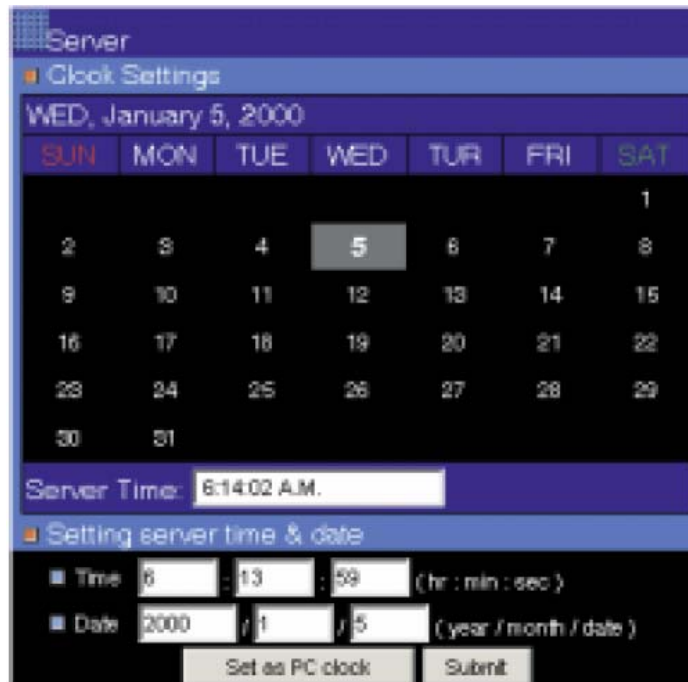 Server
Clock Settings
WED, January 5, 2000
SUN MON TUE WED TUR FRI SAT
1
2 3 4 5 6 7 8
9 10 11 12 13 14 15
16 17 18 19 20 21 22
23 24 25 26 27 28 29
30 31
Server Time: 6:14:02 A.M.
Setting server time & date
Time 6 : 13 : 59 ( hr : min : sec )
Date 2000 / 1 / 5 ( year / month / date )
Set as PC clock Submit